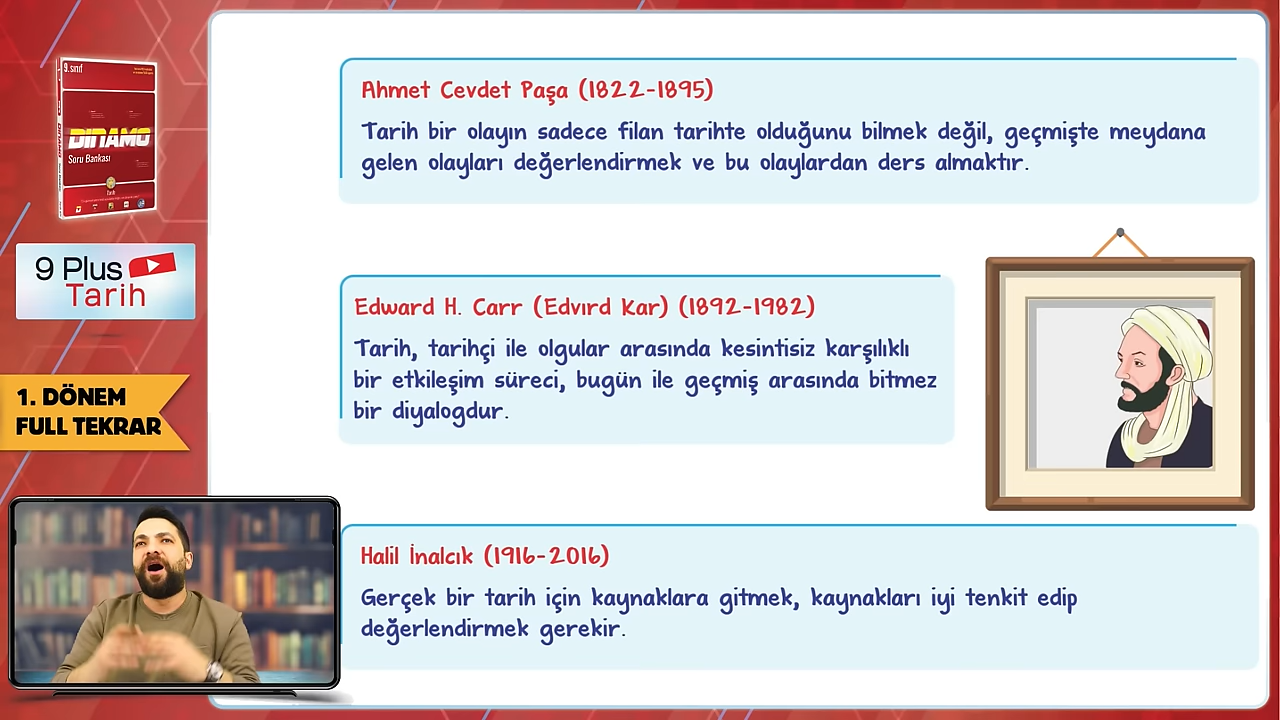 Ahmet Cevdet Paşa (1822-1895)
Tarih bir olayın sadece filan tarihte olduğunu bilmek değil, geçmişte meydana
gelen olayları değerlendirmek ve bu olaylardan ders almaktır.
9. sınıf
DİNAMO
Soru Bankası
Tarih
9 Plus
Tarih
Edward H. Carr (Edvırd Kar) (1892-1982)
Tarih, tarihçi ile olgular arasında kesintisiz karşılıklı
bir etkileşim süreci, bugün ile geçmiş arasında bitmez
bir diyalogdur.
1. DÖNEM
FULL TEKRAR
Halil İnalcık (1916-2016)
Gerçek bir tarih için kaynaklara gitmek, kaynakları iyi tenkit edip
değerlendirmek gerekir.